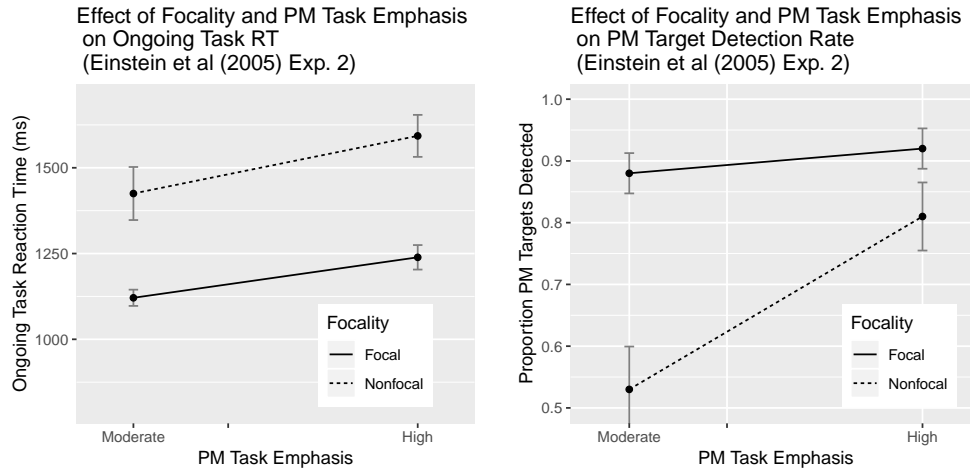 Effect of Focality and PM Task Emphasis
on Ongoing Task RT
(Einstein et al (2005) Exp. 2)
Ongoing Task Reaction Time (ms)
1500
1250
1000
Focality
Focal
Nonfocal
Moderate
High
PM Task Emphasis
Effect of Focality and PM Task Emphasis
on PM Target Detection Rate
(Einstein et al (2005) Exp. 2)
Proportion PM Targets Detected
1.0
0.9
0.8
0.7
0.6
0.5
Focality
Focal
Nonfocal
Moderate
High
PM Task Emphasis